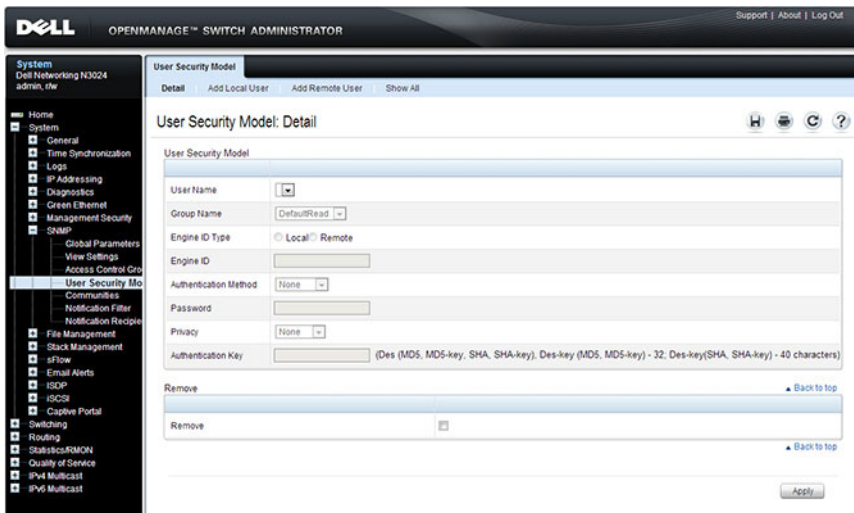 Support | About | Log Out
DELL OPENMANAGE™ SWITCH ADMINISTRATOR
System
Dell Networking N3024
admin, r/w
Home
System
General
Time Synchronization
Logs
IP Addressing
Diagnostics
Green Ethernet
Management Security
SNMP
Global Parameters
View Settings
Access Control Gro
User Security Mo
Communities
Notification Filter
Notification Recipie
File Management
Stack Management
sFlow
Email Alerts
ISDP
iSCSI
Captive Portal
Switching
Routing
Statistics/RMON
Quality of Service
IPv4 Multicast
IPv6 Multicast
User Security Model
Detail Add Local User Add Remote User Show All
User Security Model: Detail
User Security Model
User Name
Group Name DefaultRead
Engine ID Type Local Remote
Engine ID
Authentication Method None
Password
Privacy None
Authentication Key (Des (MD5, MD5-key, SHA, SHA-key), Des-key (MD5, MD5-key) - 32; Des-key(SHA, SHA-key) - 40 characters)
Remove Back to top
Remove
Back to top
Apply